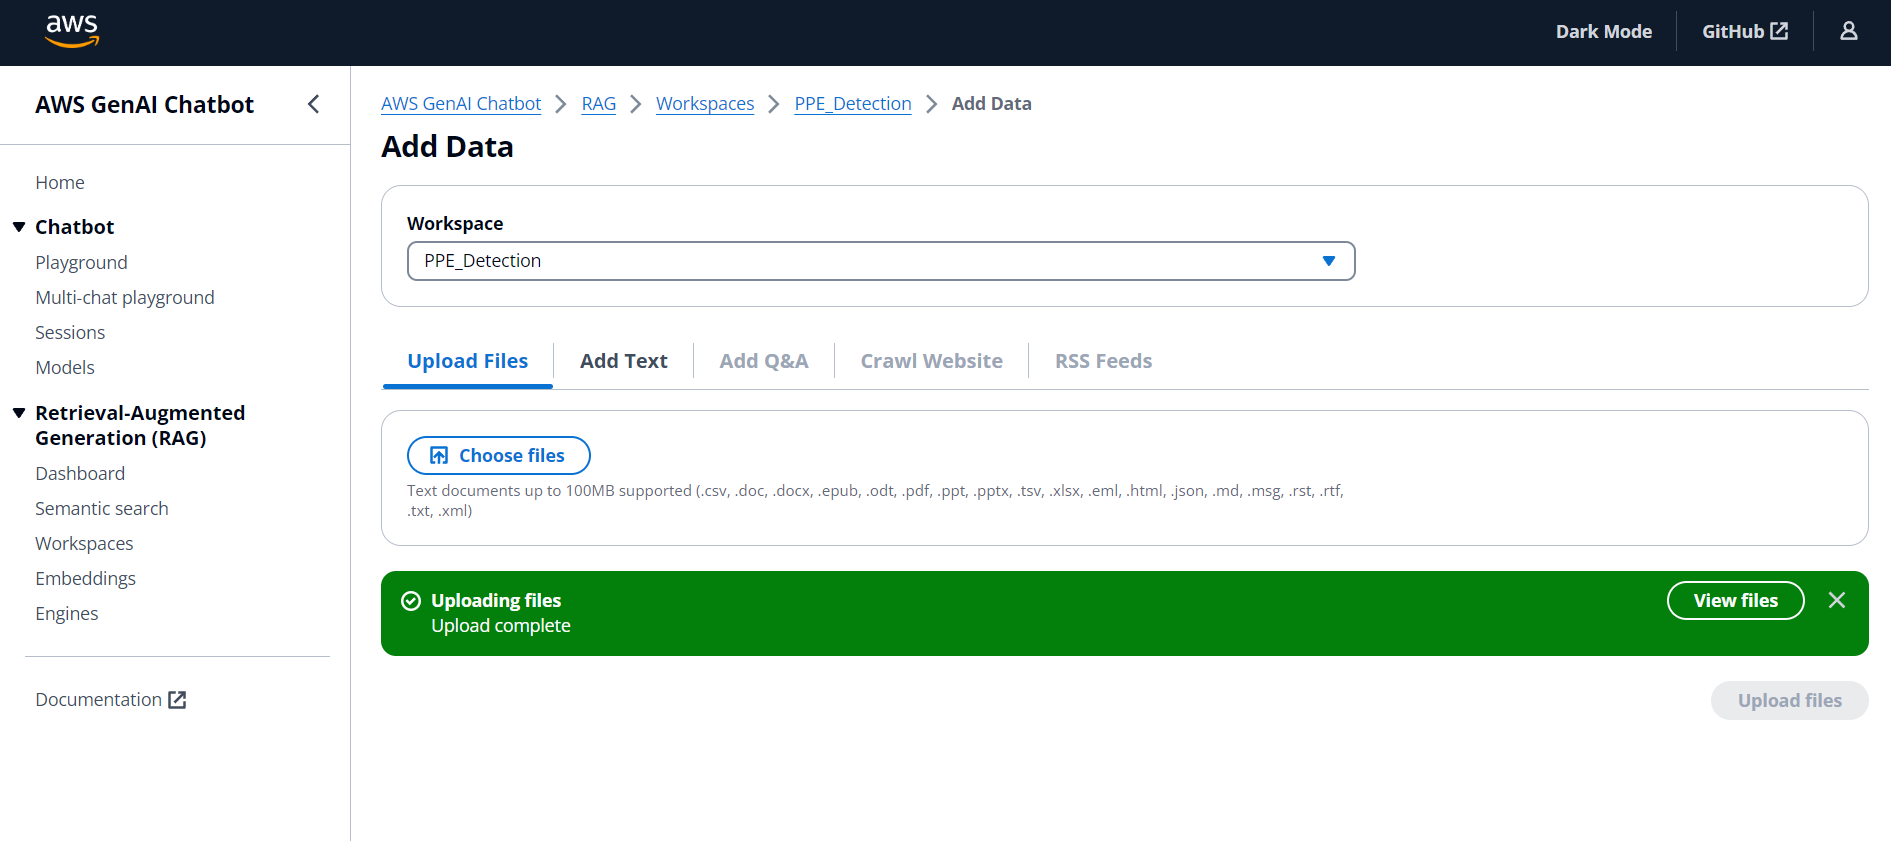 aws
Dark Mode
GitHub
AWS GenAI Chatbot
Home
Chatbot
Playground
Multi-chat playground
Sessions
Models
Retrieval-Augmented
Generation (RAG)
Dashboard
Semantic search
Workspaces
Embeddings
Engines
Documentation
AWS GenAI Chatbot > RAG > Workspaces > PPE_Detection > Add Data
Add Data
Workspace
PPE_Detection
Upload Files
Add Text
Add Q&A
Crawl Website
RSS Feeds
Choose files
Text documents up to 100MB supported (.csv, .doc, .docx, .epub, .odt, .pdf, .ppt, .pptx, .tsv, .xlsx, .eml, .html, .json, .md, .msg, .rst, .rtf,
.txt, .xml)
Uploading files
Upload complete
View files
Upload files